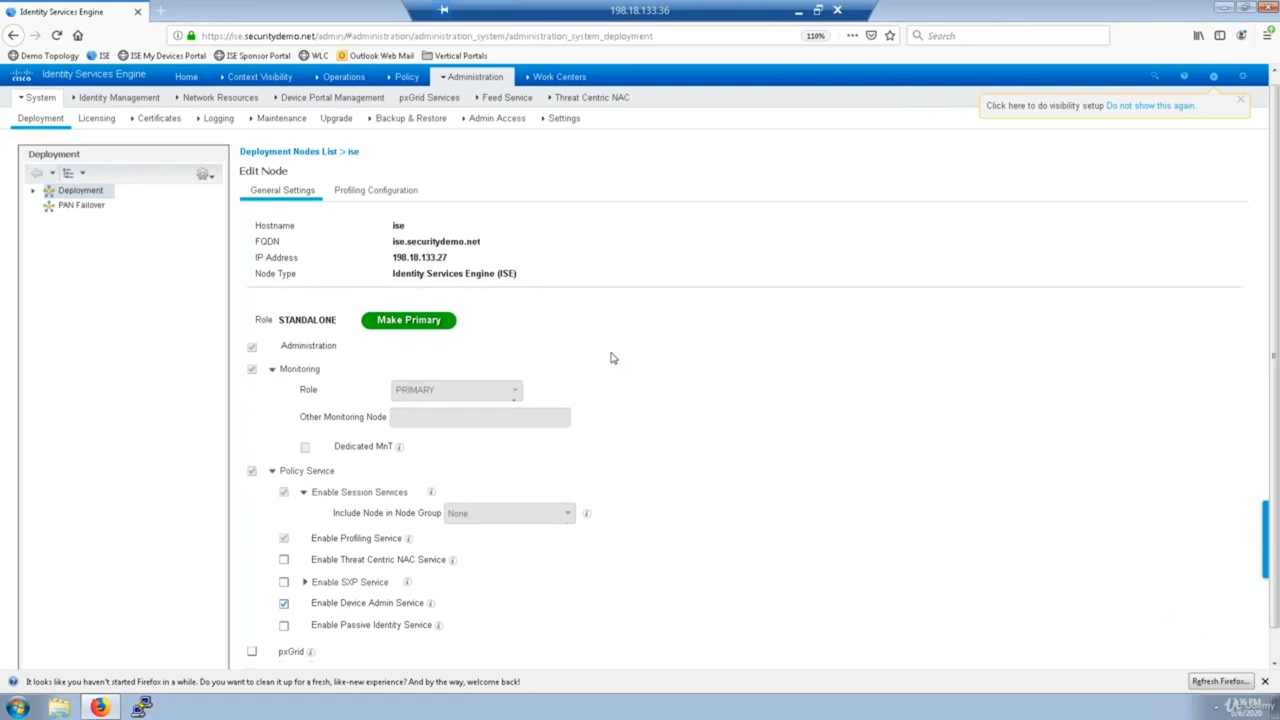 Identity Services Engine
198.18.133.36
https://ise.securitydemo.net/admin/#administration/administration_system/administration_system_deployment
110%
Search
Demo Topology ISE ISE My Devices Portal ISE Sponsor Portal WLC Outlook Web Mail Vertical Portals
CISCO Identity Services Engine Home Context Visibility Operations Policy Administration Work Centers
System Identity Management Network Resources Device Portal Management pxGrid Services Feed Service Threat Centric NAC
Click here to do visibility setup Do not show this again.
Deployment Licensing Certificates Logging Maintenance Upgrade Backup & Restore Admin Access Settings
Deployment
Deployment
PAN Failover
Deployment Nodes List > ise
Edit Node
General Settings Profiling Configuration
Hostname ise
FQDN ise.securitydemo.net
IP Address 198.18.133.27
Node Type Identity Services Engine (ISE)
Role STANDALONE Make Primary
Administration
Monitoring
Role PRIMARY
Other Monitoring Node
Dedicated MnT
Policy Service
Enable Session Services
Include Node in Node Group None
Enable Profiling Service
Enable Threat Centric NAC Service
Enable SXP Service
Enable Device Admin Service
Enable Passive Identity Service
pxGrid
It looks like you haven't started Firefox in a while. Do you want to clean it up for a fresh, like-new experience? And by the way, welcome back!
Refresh Firefox...
5/6/2020